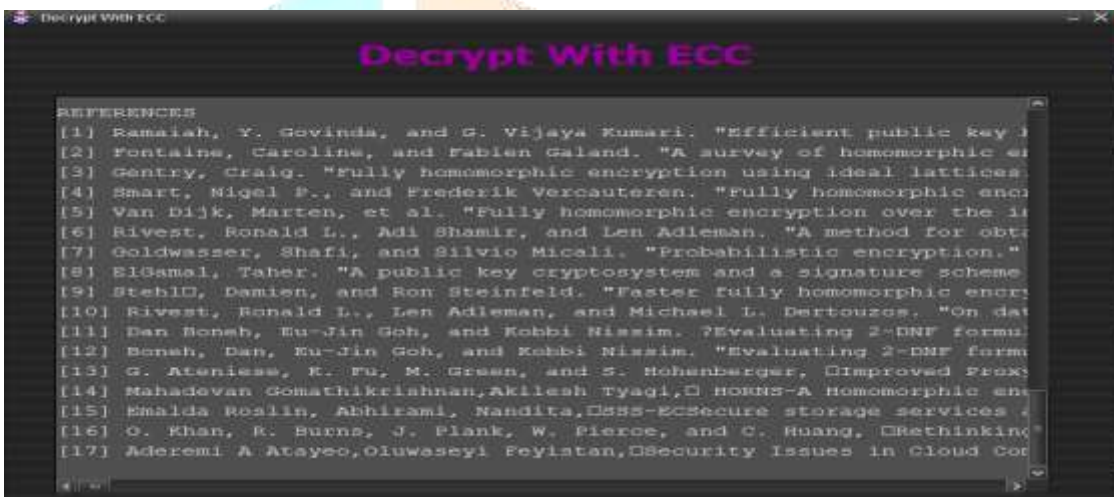 Decrypt With ECC
Decrypt With ECC
REFERENCES
[1] Ramaiah, Y. Govinda, and G. Vijaya Kumari. "Efficient public key
[2] Fontaine, Caroline, and Fabien Galand. "A survey of homomorphic
[3] Gentry, Craig. "Fully homomorphic encryption using ideal lattices
[4] Smart, Nigel P., and Frederik Vercauteren. "Fully homomorphic
[5] Van Dijk, Marten, et al. "Fully homomorphic encryption over the
[6] Rivest, Ronald L., Adi Shamir, and Len Adleman. "A method for
[7] Goldwasser, Shafi, and Silvio Micali. "Probabilistic encryption."
[8] ElGamal, Taher. "A public key cryptosystem and a signature scheme
[9] Stehl□, Damien, and Ron Steinfeld. "Faster fully homomorphic
[10] Rivest, Ronald L., Len Adleman, and Michael L. Dertouzos. "On
[11] Dan Boneh, Eu-Jin Goh, and Kobbi Nissim. ?Evaluating 2-DNF
[12] Boneh, Dan, Eu-Jin Goh, and Kobbi Nissim. "Evaluating 2-DNF
[13] G. Ateniese, K. Fu, M. Green, and S. Hohenberger, □Improved
[14] Mahadevan Gomathikrishnan,Akilesh Tyagi,□ HORNS-A Homomorphic
[15] Emalda Roslin, Abhirami, Nandita,□SSS-ECSecure storage services
[16] O. Khan, R. Burns, J. Plank, W. Pierce, and C. Huang, □Rethinking
[17] Aderemi A Atayeo,Oluwaseyi Feyistan,□Security Issues in Cloud